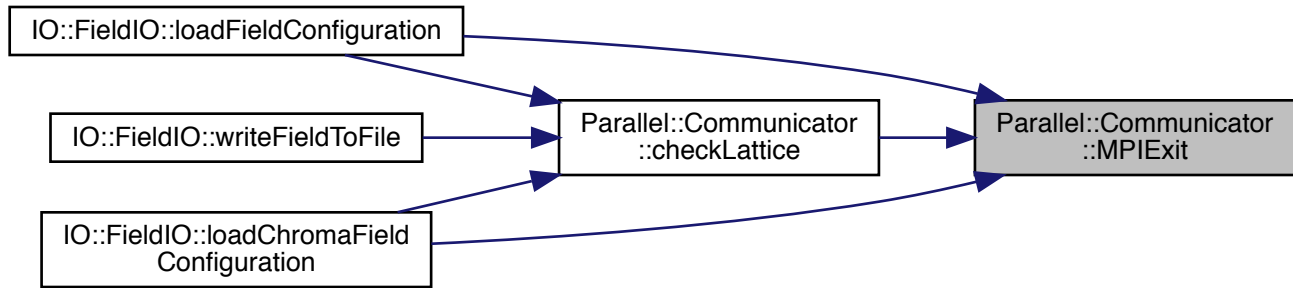 IO::FieldIO::loadFieldConfiguration
IO::FieldIO::writeFieldToFile
IO::FieldIO::loadChromaField
Configuration
Parallel::Communicator
::checkLattice
Parallel::Communicator
::MPIExit